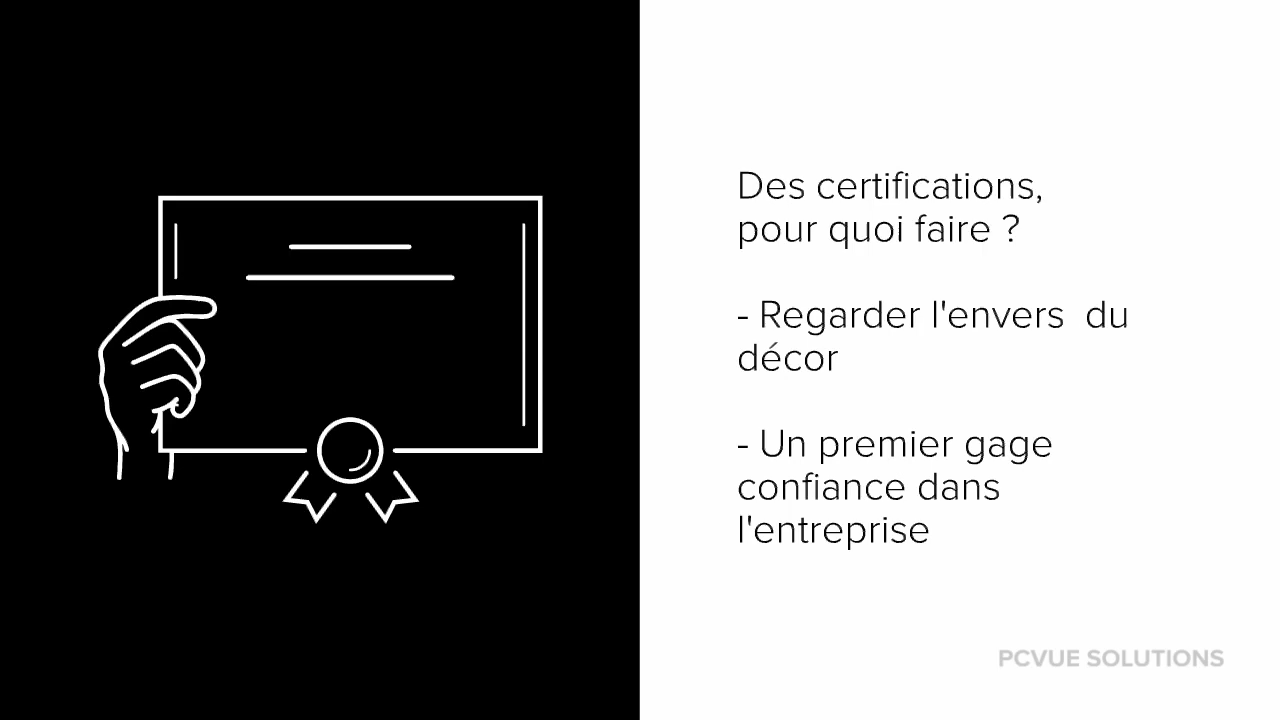 Des certifications,
pour quoi faire ?
- Regarder l'envers  du
décor
- Un premier gage
confiance dans
l'entreprise
PCVUE SOLUTIONS